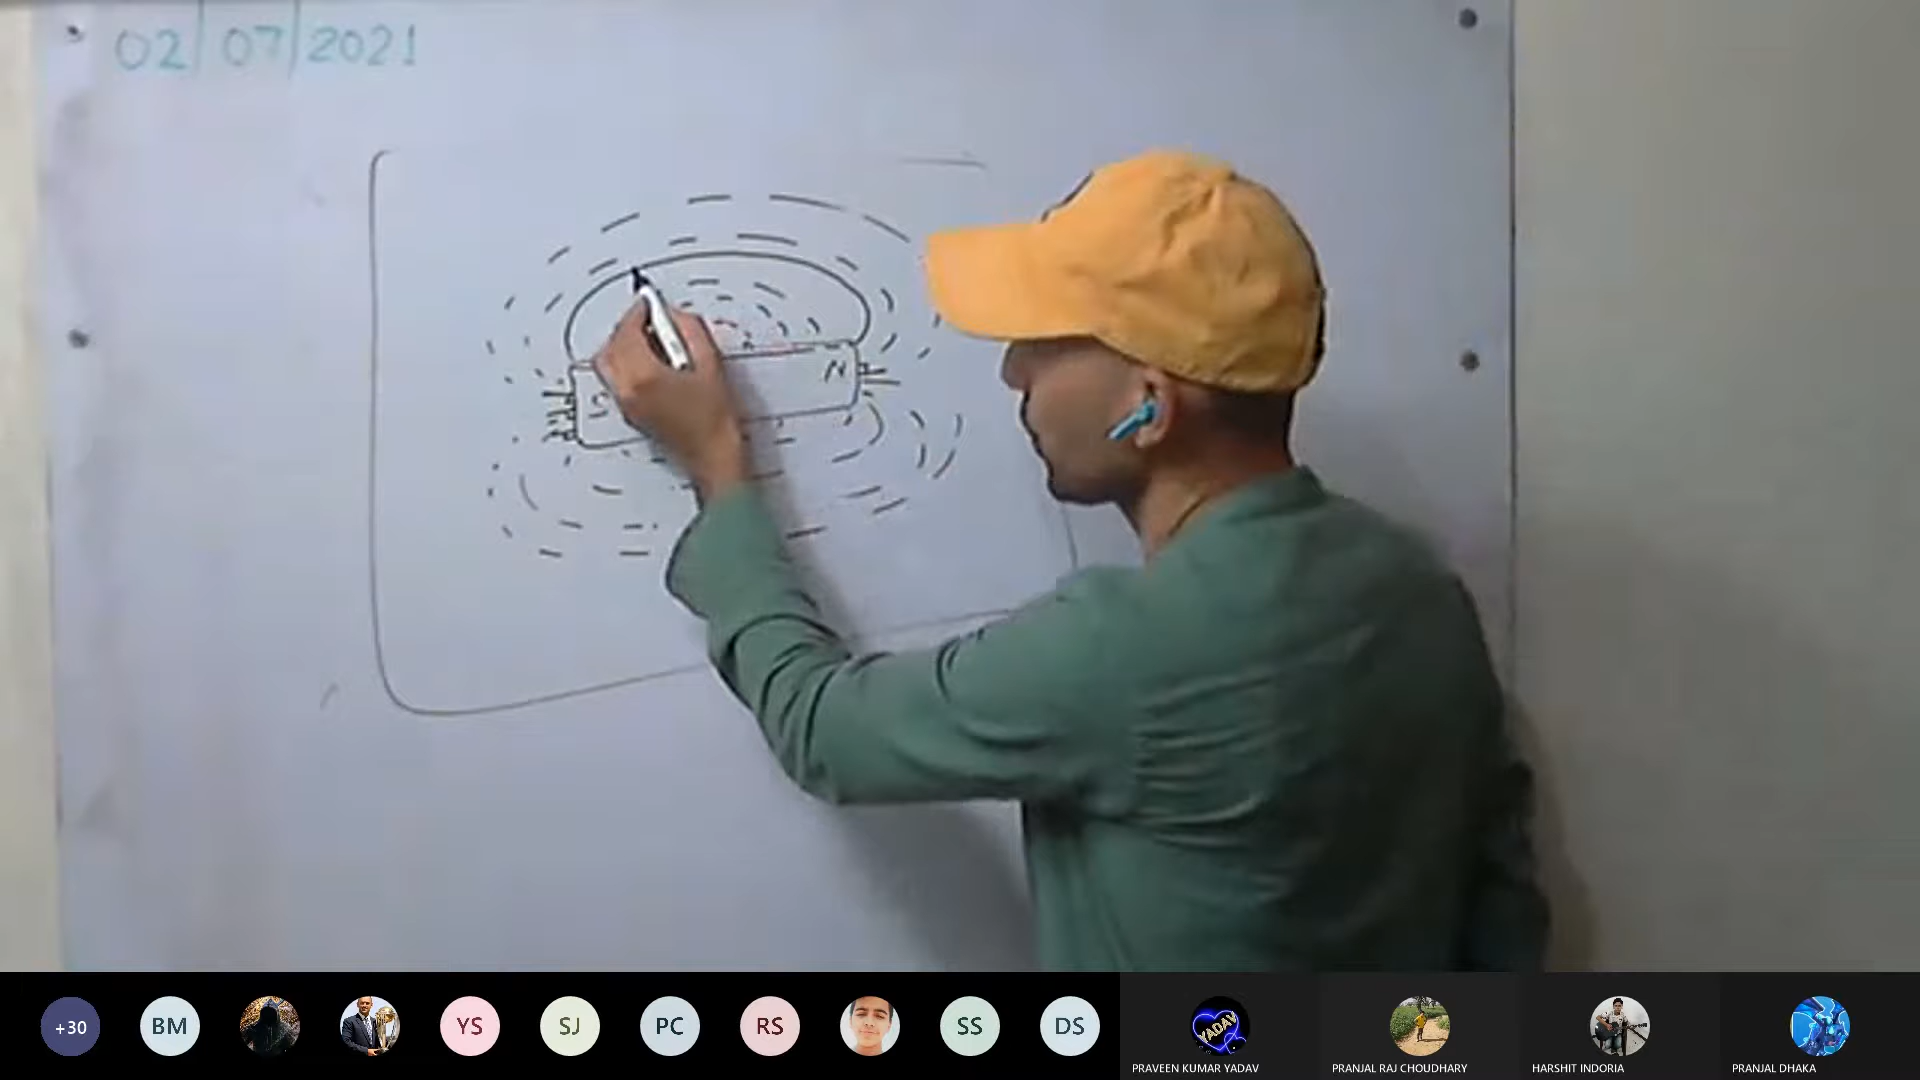 02/07/2021
S
N
+30
BM
YS
SJ
PC
RS
SS
DS
YADAV
PRAVEEN KUMAR YADAV
PRANJAL RAJ CHOUDHARY
HARSHIT INDORIA
PRANJAL DHAKA